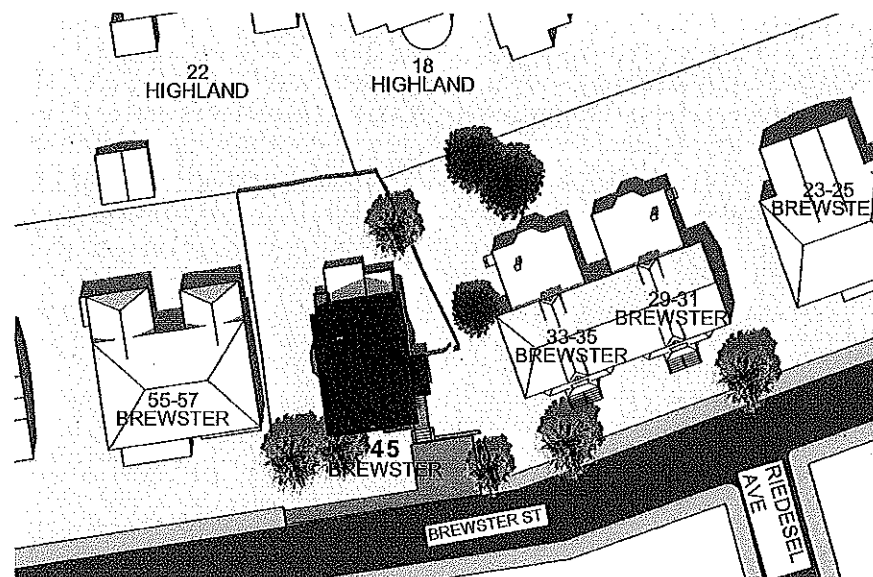 22
HIGHLAND
18
HIGHLAND
23-25
BREWSTE
29-31
BREWSTER
33-35
BREWSTER
55-57
BREWSTER
45
BREWSTER
BREWSTER ST
RIEDESEL
AVE